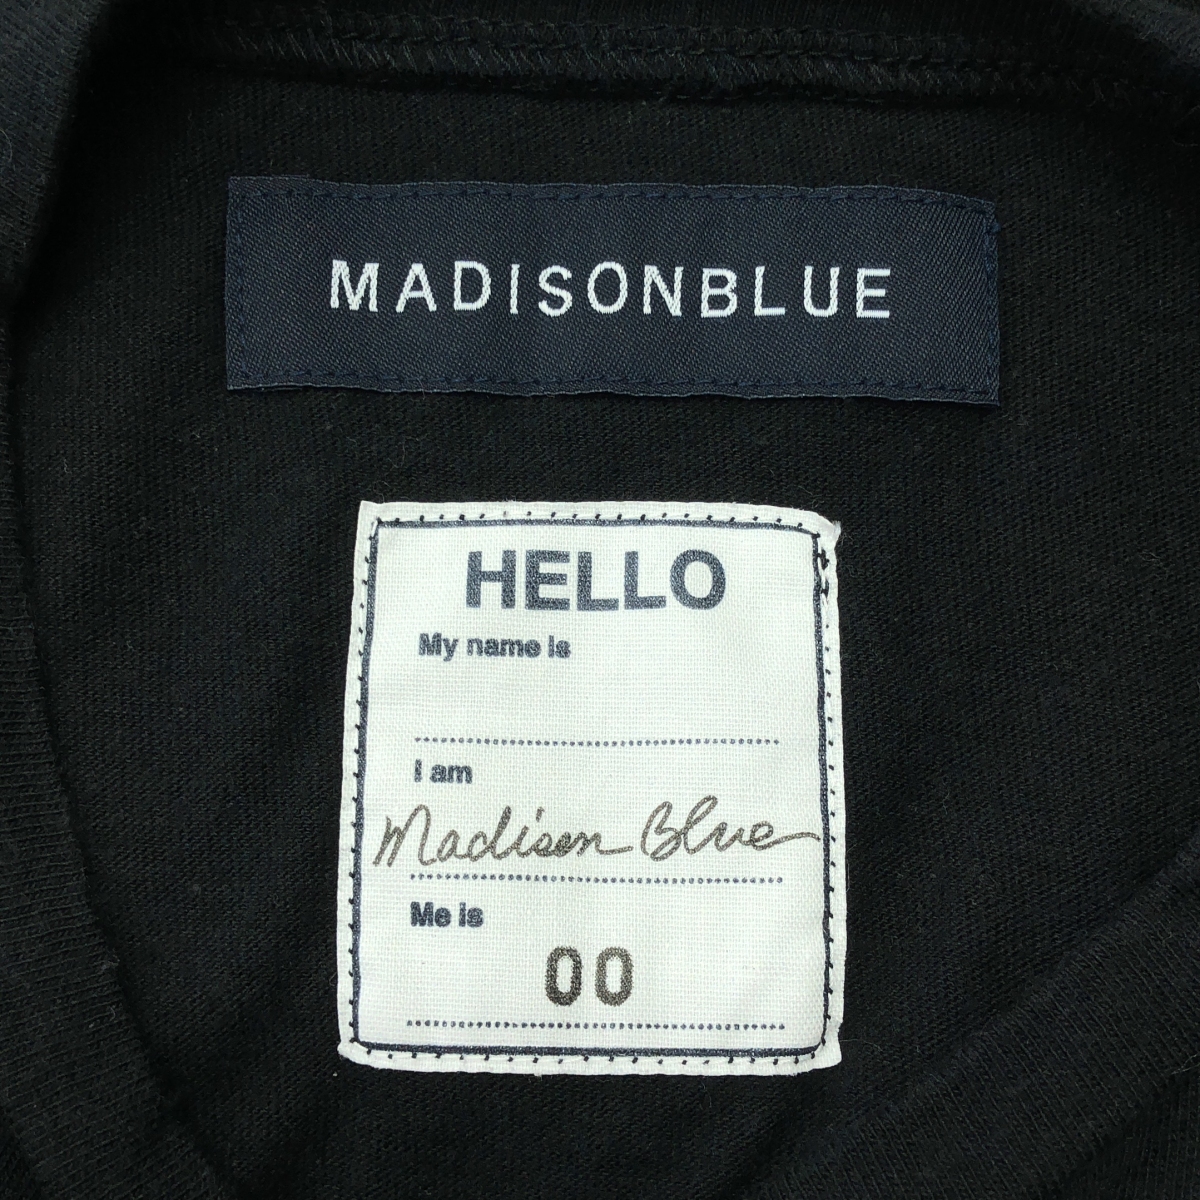 MADISONBLUE
HELLO
My name is
I am
Madison Blue
Me is
00